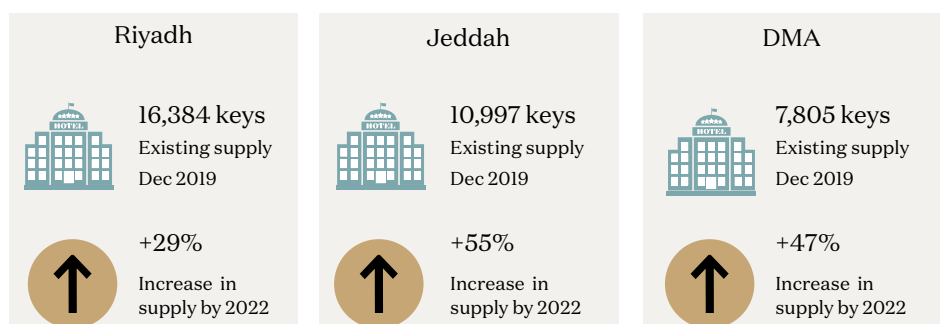 Riyadh
HOTEL
16,384 keys
Existing supply
Dec 2019
+29%
Increase in
supply by 2022
Jeddah
HOTEL
10,997 keys
Existing supply
Dec 2019
+55%
Increase in
supply by 2022
DMA
HOTEL
7,805 keys
Existing supply
Dec 2019
+47%
Increase in
supply by 2022